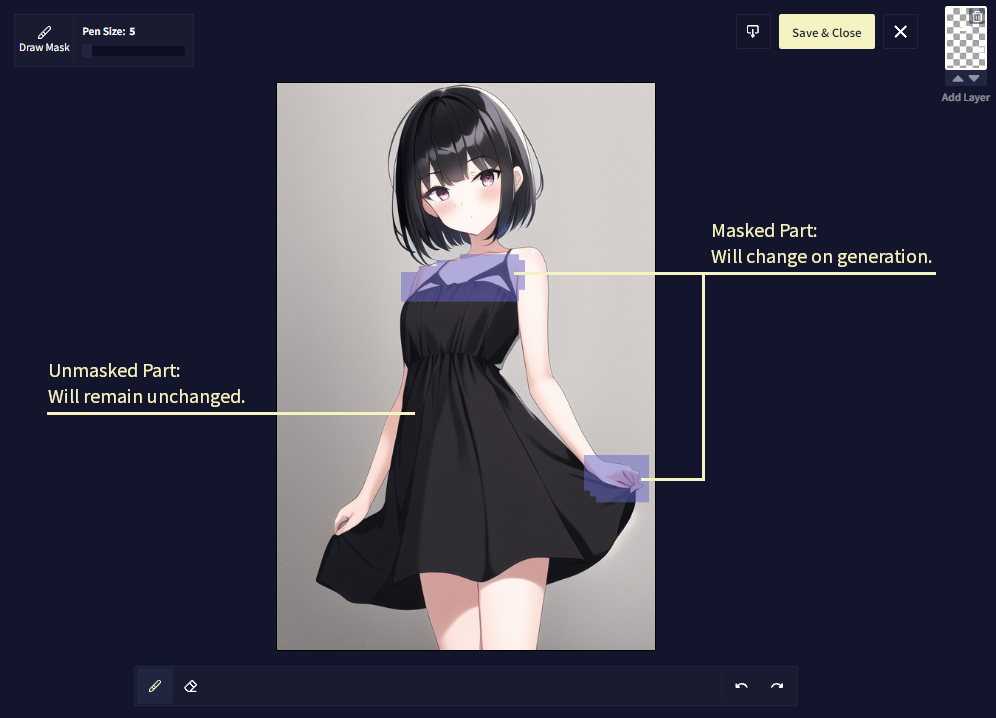 Draw Mask
Pen Size: 5
Save & Close
Add Layer
Masked Part:
Will change on generation.
Unmasked Part:
Will remain unchanged.